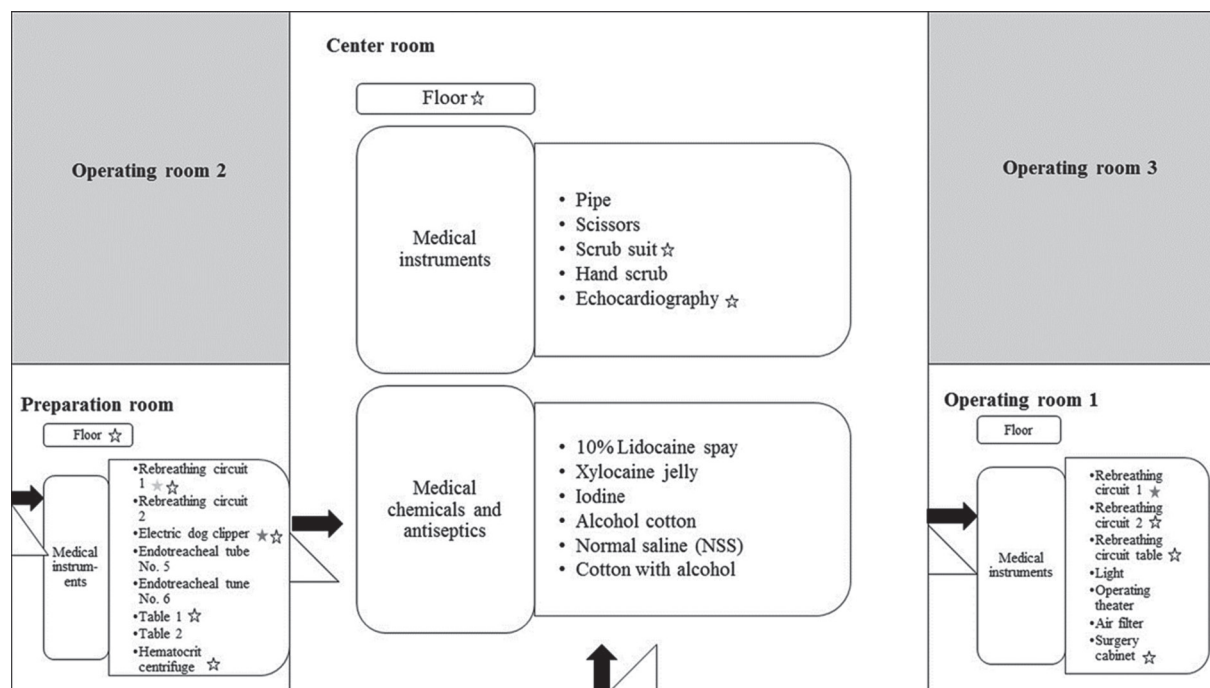 Operating room 2
Center room
Floor ☆
Medical
instruments
• Pipe
• Scissors
• Scrub suit ☆
• Hand scrub
• Echocardiography ☆
Medical
chemicals and
antiseptics
• 10% Lidocaine spay
• Xylocaine jelly
• Iodine
• Alcohol cotton
• Normal saline (NSS)
• Cotton with alcohol
Operating room 3
Preparation room
Floor ☆
Medical
instrum-
ents
•Rebreathing circuit
1 ★☆
•Rebreathing circuit
2
•Electric dog clipper ★☆
•Endotreacheal tube
No. 5
•Endotreacheal tune
No. 6
•Table 1 ☆
•Table 2
•Hematocrit
centrifuge ☆
Operating room 1
Floor
Medical
instruments
•Rebreathing
circuit 1 ★
•Rebreathing
circuit 2 ☆
•Rebreathing
circuit table ☆
•Light
•Operating
theater
•Air filter
•Surgery
cabinet ☆